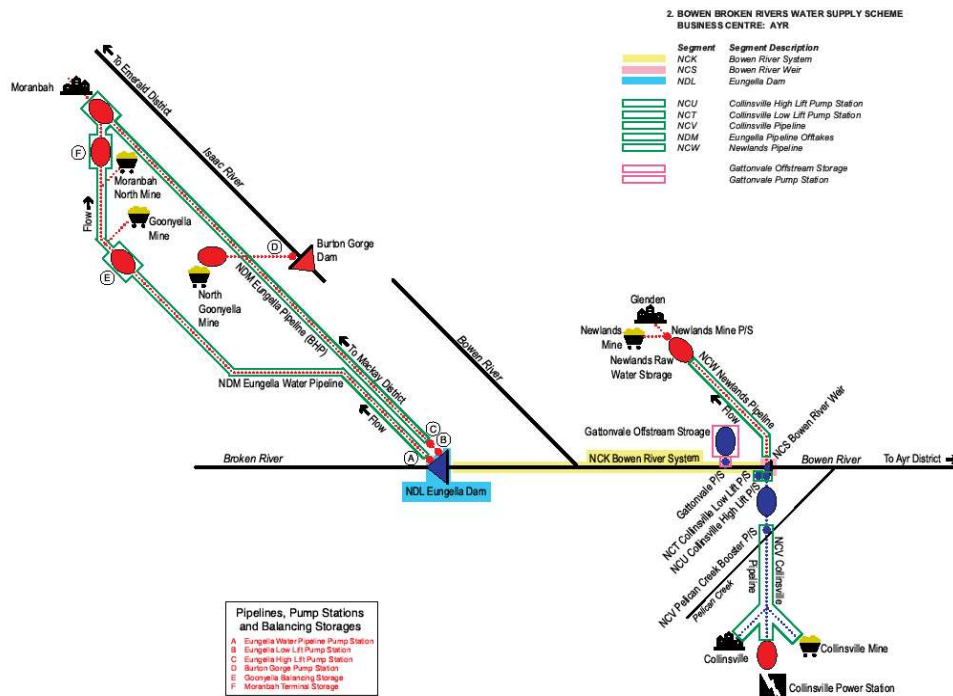 2. BOWEN BROKEN RIVERS WATER SUPPLY SCHEME
BUSINESS CENTRE: AYR
Segment Segment Description
NCK Bowen River System
NCS Bowen River Weir
NDL Eungella Dam
NCU Collinsville High Lift Pump Station
NCT Collinsville Low Lift Pump Station
NCV Collinsville Pipeline
NDM Eungella Pipeline Offtakes
NCW Newlands Pipeline
Gattonvale Offstream Storage
Gattonvale Pump Station
To Emerald District
Moranbah
Isaac River
F
Moranbah
North Mine
Flow
Goonyella
Mine
E
D
Burton Gorge
Dam
North
Goonyella
Mine
NDM Eungella Pipeline (BHP)
To Mackay District
NDM Eungella Water Pipeline
Flow
C
B
A
Broken River
NDL Eungella Dam
Bowen River
Glenden
Newlands
Mine
Newlands Mine P/S
Newlands Raw
Water Storage
NCW Newlands Pipeline
Flow
NCS Bowen River Weir
Gattonvale Offstream Stroage
NCK Bowen River System
Bowen River
To Ayr District
Gattonvale P/S
NCT Collinsville Low Lift P/S
NCU Collinsville High Lift P/S
NCV Pelican Creek Booster P/S
Pelican Creek
NCV Collinsville
Pipeline
Collinsville
Collinsville Mine
Collinsville Power Station
Pipelines, Pump Stations
and Balancing Storages
A Eungella Water Pipeline Pump Station
B Eungella Low Lift Pump Station
C Eungella High Lift Pump Station
D Burton Gorge Pump Station
E Goonyella Balancing Storage
F Moranbah Terminal Storage